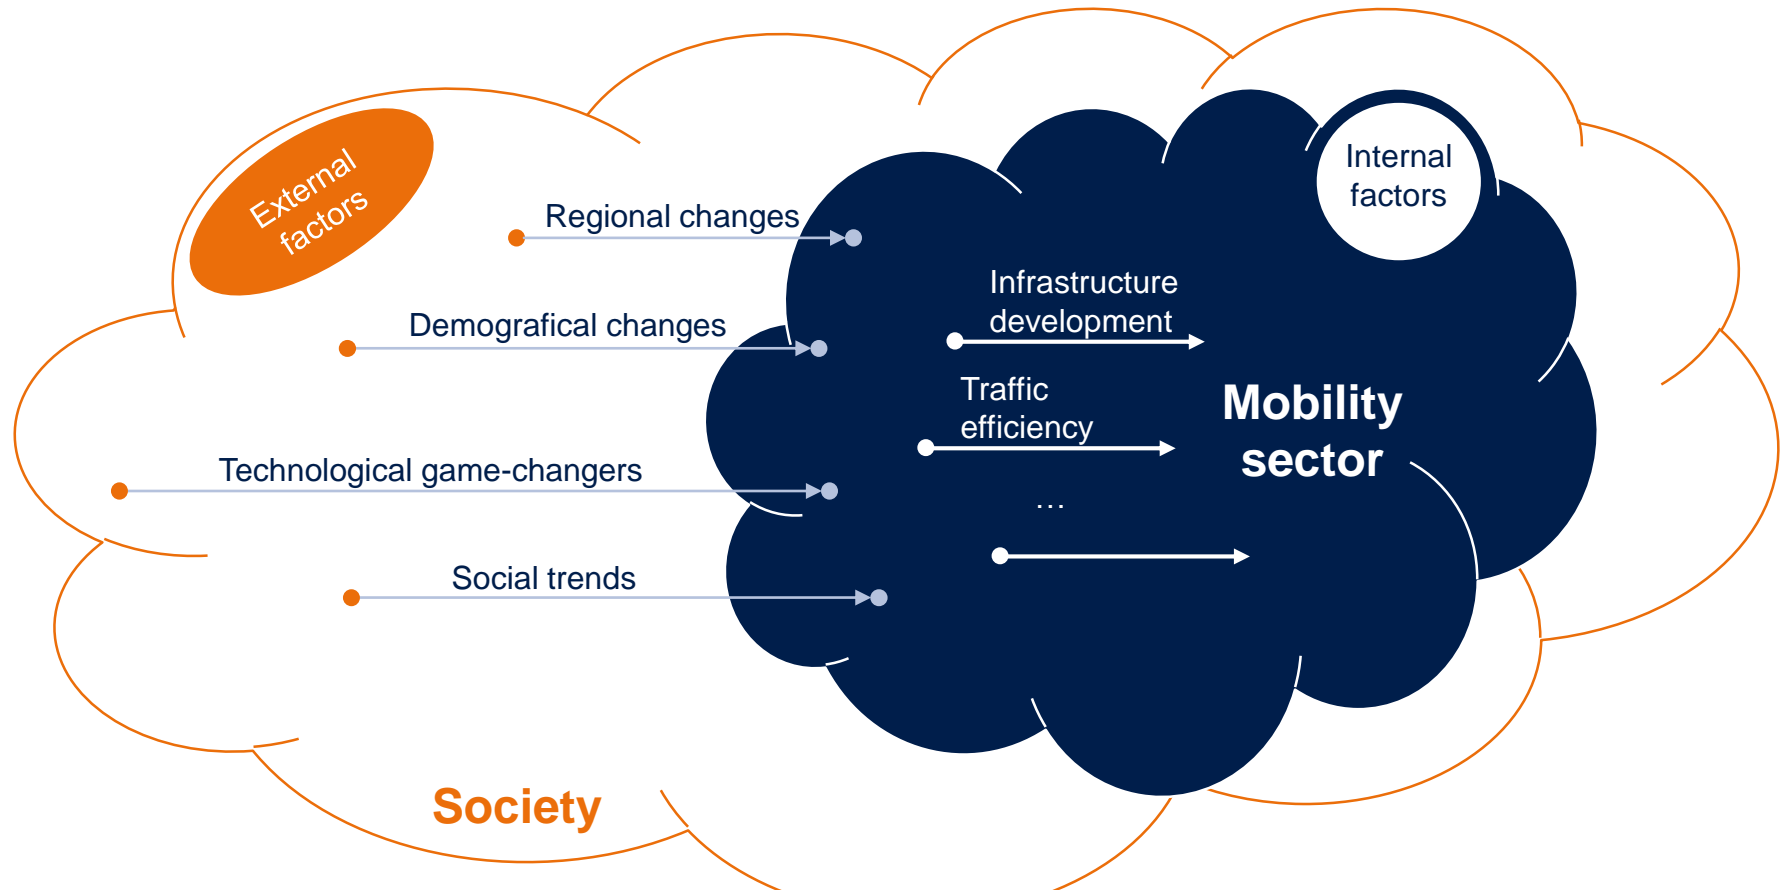 External
factors
Internal
factors
Regional changes
Infrastructure
development
Demografical changes
Traffic
efficiency
Mobility
sector
Technological game-changers
…
Social trends
Society